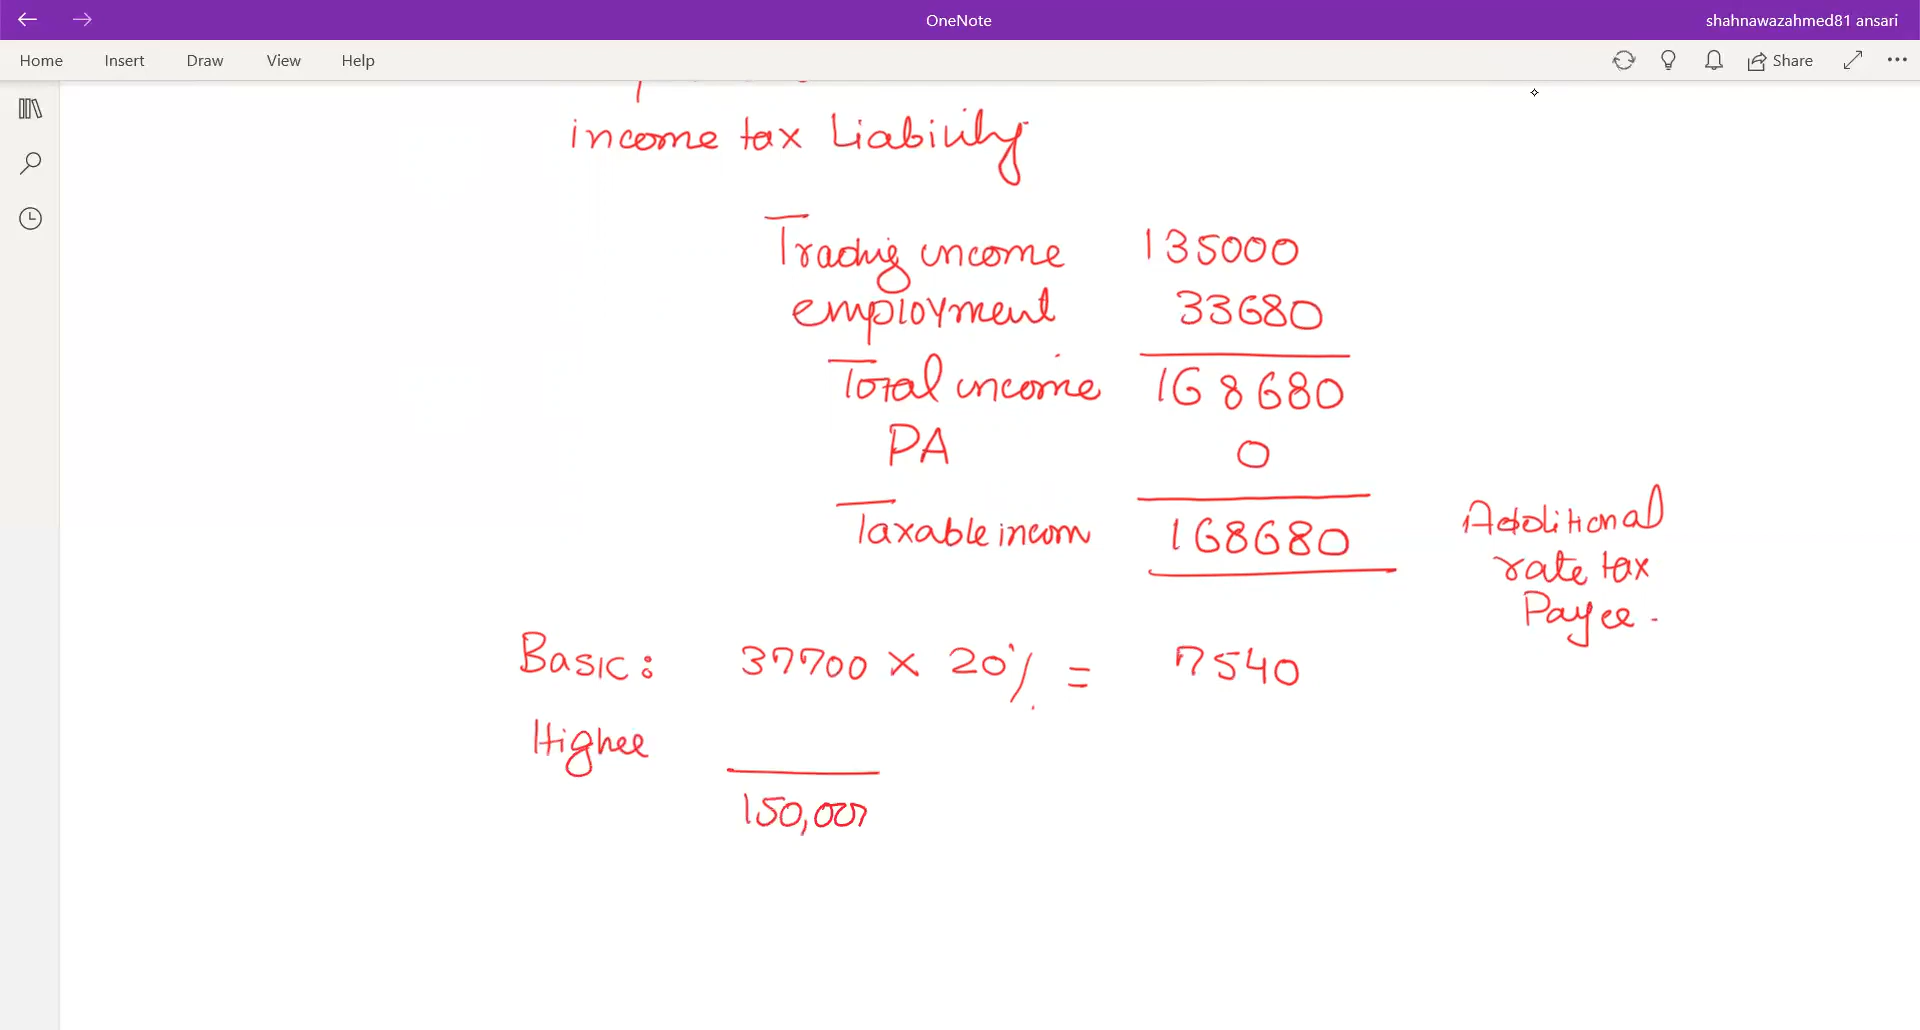 OneNote
shahnawazahmed81 ansari
Home Insert Draw View Help
Share
income tax Liability
Trading income 135000
employment 33680
Total income 168680
PA 0
Taxable incom 168680
Additional
rate tax
Payee.
Basic: 37700 × 20% = 7540
Higher
150,000